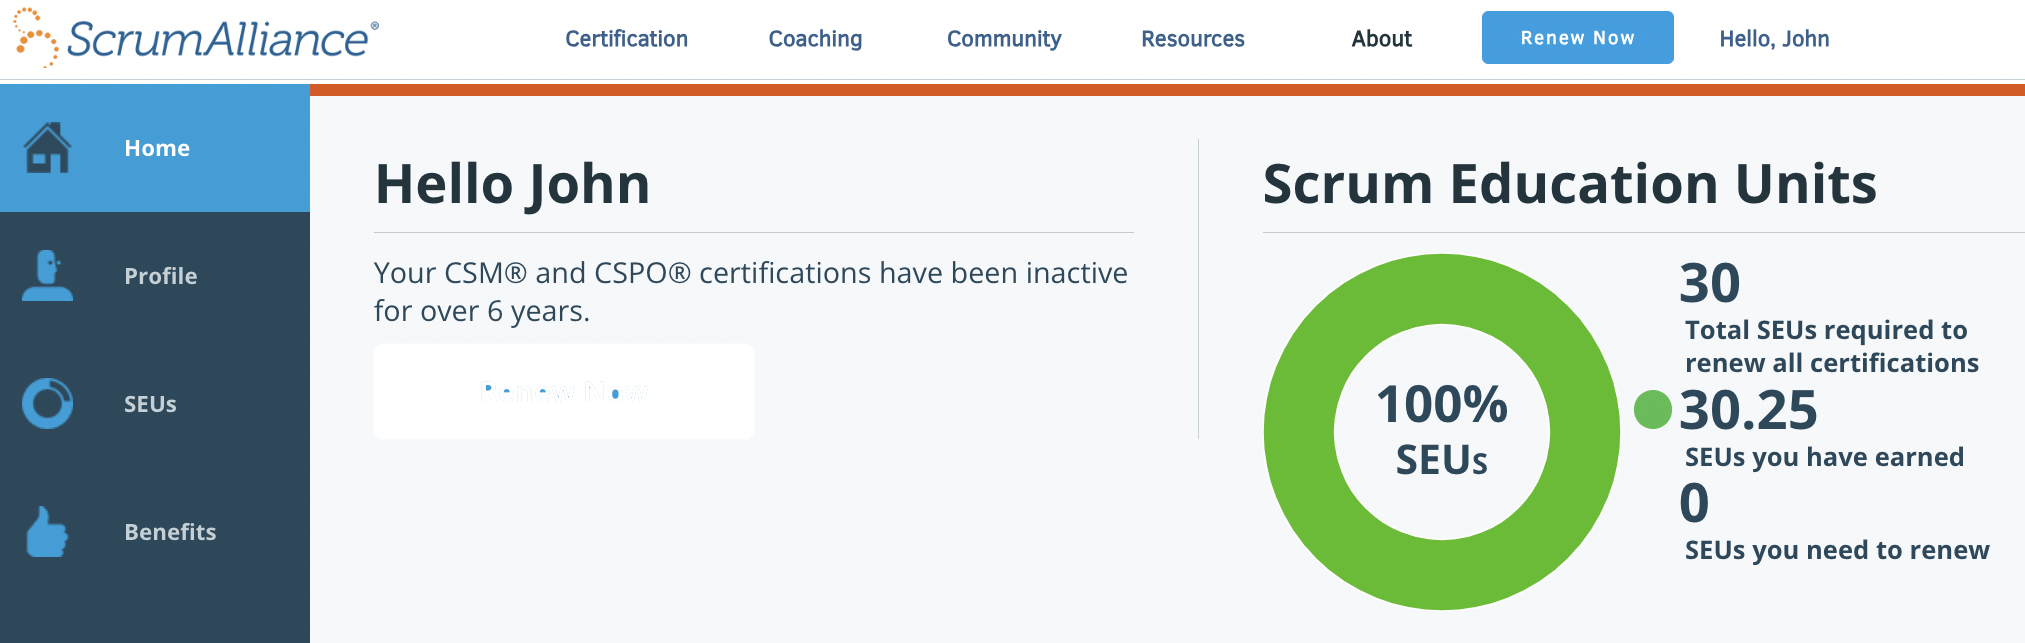 ScrumAlliance®
Certification
Coaching
Community
Resources
About
Renew Now
Hello, John
Home
Profile
SEUs
Benefits
Hello John
Your CSM® and CSPO® certifications have been inactive
for over 6 years.
Renew Now
Scrum Education Units
100%
SEUs
30
Total SEUs required to
renew all certifications
30.25
SEUs you have earned
0
SEUs you need to renew